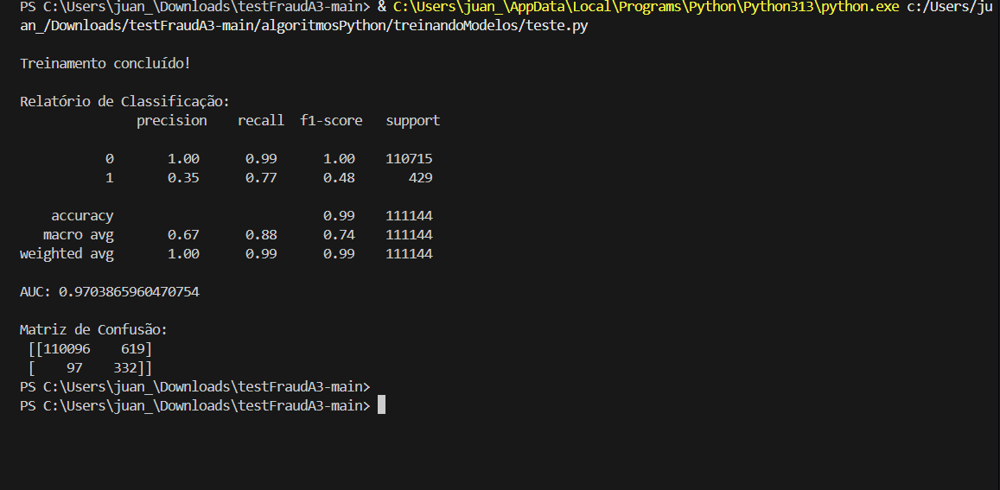 PS C:\Users\juan_\Downloads\testFraudA3-main> & C:\Users\juan_\AppData\Local\Programs\Python\Python313\python.exe c:/Users/ju
an_/Downloads/testFraudA3-main/algoritmosPython/treinandoModelos/teste.py
Treinamento concluído!
Relatório de Classificação:
              precision    recall  f1-score   support
           0       1.00      0.99      1.00    110715
           1       0.35      0.77      0.48       429
    accuracy                           0.99    111144
   macro avg       0.67      0.88      0.74    111144
weighted avg       1.00      0.99      0.99    111144
AUC: 0.9703865960470754
Matriz de Confusão:
 [[110096    619]
 [    97    332]]
PS C:\Users\juan_\Downloads\testFraudA3-main>
PS C:\Users\juan_\Downloads\testFraudA3-main>